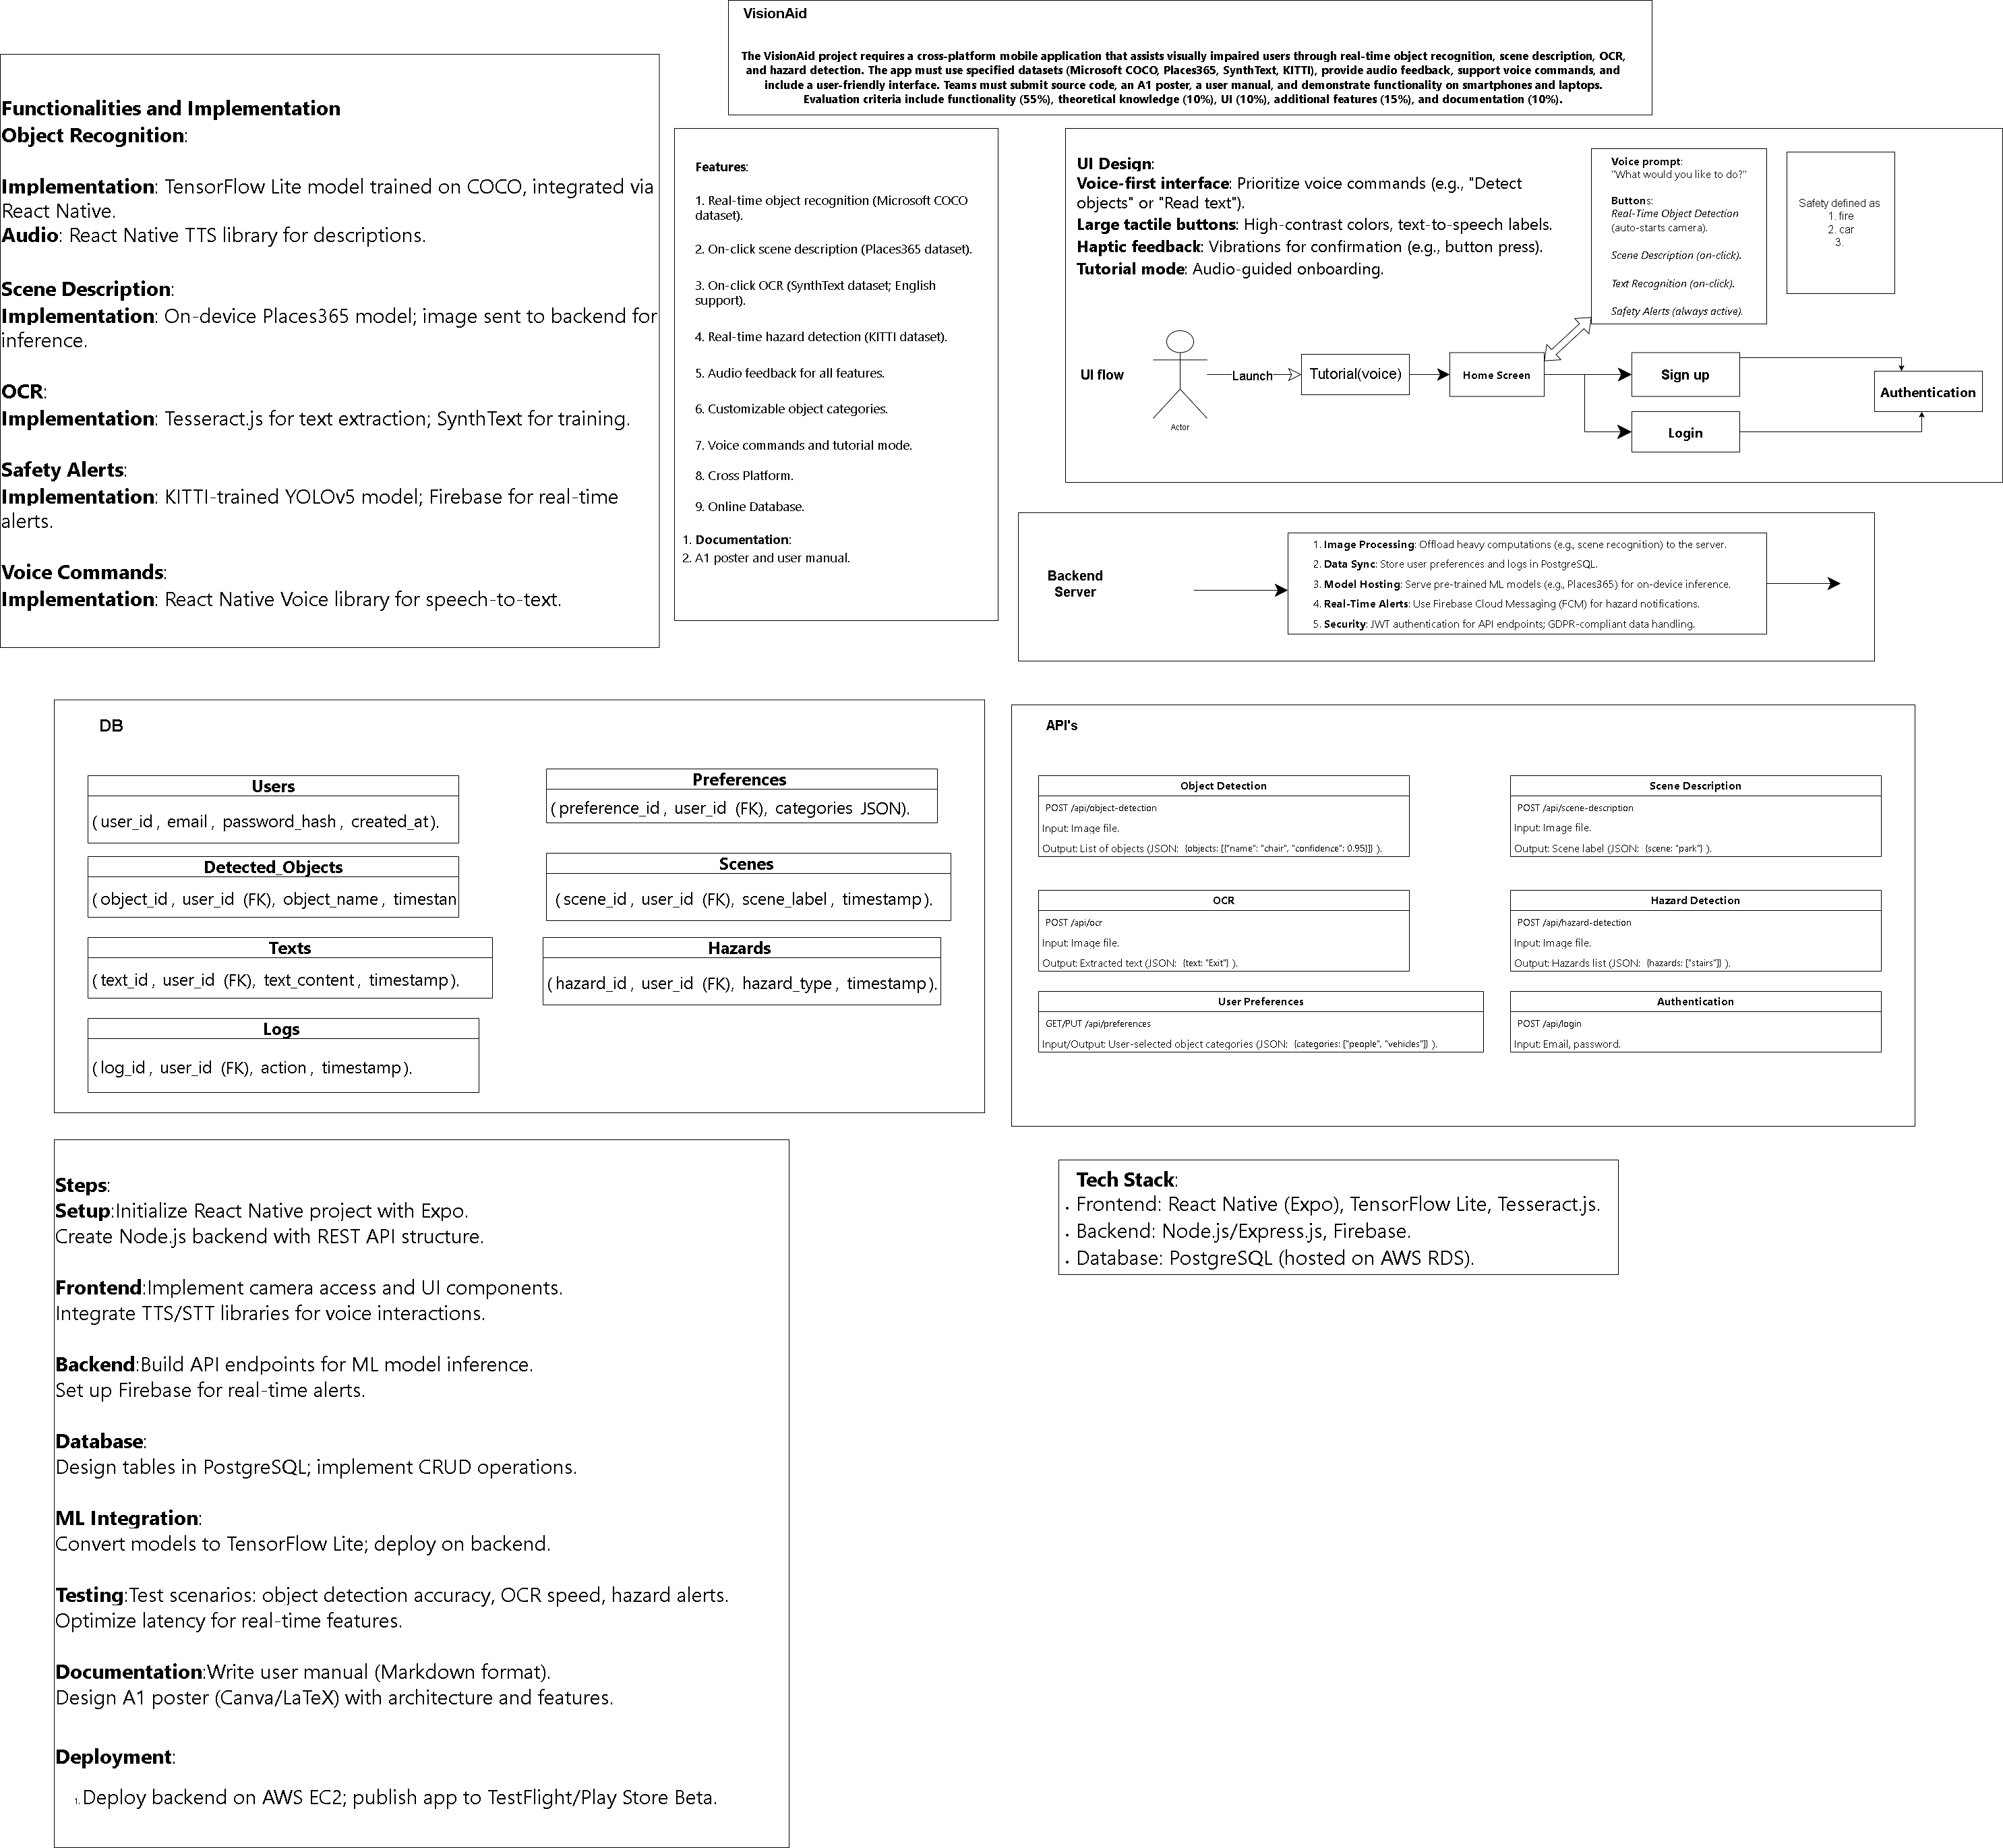 VisionAid
The VisionAid project requires a cross-platform mobile application that assists visually impaired users through real-time object recognition, scene description, OCR,
and hazard detection. The app must use specified datasets (Microsoft COCO, Places365, SynthText, KITTI), provide audio feedback, support voice commands, and
include a user-friendly interface. Teams must submit source code, an A1 poster, a user manual, and demonstrate functionality on smartphones and laptops.
Evaluation criteria include functionality (55%), theoretical knowledge (10%), UI (10%), additional features (15%), and documentation (10%).
Functionalities and Implementation
Object Recognition:
Implementation: TensorFlow Lite model trained on COCO, integrated via
React Native.
Audio: React Native TTS library for descriptions.
Scene Description:
Implementation: On-device Places365 model; image sent to backend for
inference.
OCR:
Implementation: Tesseract.js for text extraction; SynthText for training.
Safety Alerts:
Implementation: KITTI-trained YOLOv5 model; Firebase for real-time
alerts.
Voice Commands:
Implementation: React Native Voice library for speech-to-text.
Features:
1. Real-time object recognition (Microsoft COCO
dataset).
2. On-click scene description (Places365 dataset).
3. On-click OCR (SynthText dataset; English
support).
4. Real-time hazard detection (KITTI dataset).
5. Audio feedback for all features.
6. Customizable object categories.
7. Voice commands and tutorial mode.
8. Cross Platform.
9. Online Database.
1. Documentation:
2. A1 poster and user manual.
UI Design:
Voice-first interface: Prioritize voice commands (e.g., "Detect
objects" or "Read text").
Large tactile buttons: High-contrast colors, text-to-speech labels.
Haptic feedback: Vibrations for confirmation (e.g., button press).
Tutorial mode: Audio-guided onboarding.
Voice prompt:
"What would you like to do?"
Buttons:
Real-Time Object Detection
(auto-starts camera).
Scene Description (on-click).
Text Recognition (on-click).
Safety Alerts (always active).
Safety defined as
1. fire
2. car
3.
UI flow
Actor
Launch
Tutorial(voice)
Home Screen
Sign up
Login
Authentication
Backend
Server
1. Image Processing: Offload heavy computations (e.g., scene recognition) to the server.
2. Data Sync: Store user preferences and logs in PostgreSQL.
3. Model Hosting: Serve pre-trained ML models (e.g., Places365) for on-device inference.
4. Real-Time Alerts: Use Firebase Cloud Messaging (FCM) for hazard notifications.
5. Security: JWT authentication for API endpoints; GDPR-compliant data handling.
DB
Users
(user_id, email, password_hash, created_at).
Detected_Objects
(object_id, user_id (FK), object_name, timestan
Texts
(text_id, user_id (FK), text_content, timestamp).
Logs
(log_id, user_id (FK), action, timestamp).
Preferences
(preference_id, user_id (FK), categories JSON).
Scenes
(scene_id, user_id (FK), scene_label, timestamp).
Hazards
(hazard_id, user_id (FK), hazard_type, timestamp).
API's
Object Detection
POST /api/object-detection
Input: Image file.
Output: List of objects (JSON: {objects: [{"name": "chair", "confidence": 0.95}]} ).
Scene Description
POST /api/scene-description
Input: Image file.
Output: Scene label (JSON: {scene: "park"} ).
OCR
POST /api/ocr
Input: Image file.
Output: Extracted text (JSON: {text: "Exit"} ).
Hazard Detection
POST /api/hazard-detection
Input: Image file.
Output: Hazards list (JSON: {hazards: ["stairs"]} ).
User Preferences
GET/PUT /api/preferences
Input/Output: User-selected object categories (JSON: {categories: ["people", "vehicles"]} ).
Authentication
POST /api/login
Input: Email, password.
Steps:
Setup:Initialize React Native project with Expo.
Create Node.js backend with REST API structure.
Frontend:Implement camera access and UI components.
Integrate TTS/STT libraries for voice interactions.
Backend:Build API endpoints for ML model inference.
Set up Firebase for real-time alerts.
Database:
Design tables in PostgreSQL; implement CRUD operations.
ML Integration:
Convert models to TensorFlow Lite; deploy on backend.
Testing:Test scenarios: object detection accuracy, OCR speed, hazard alerts.
Optimize latency for real-time features.
Documentation:Write user manual (Markdown format).
Design A1 poster (Canva/LaTeX) with architecture and features.
Deployment:
1. Deploy backend on AWS EC2; publish app to TestFlight/Play Store Beta.
Tech Stack:
• Frontend: React Native (Expo), TensorFlow Lite, Tesseract.js.
• Backend: Node.js/Express.js, Firebase.
• Database: PostgreSQL (hosted on AWS RDS).